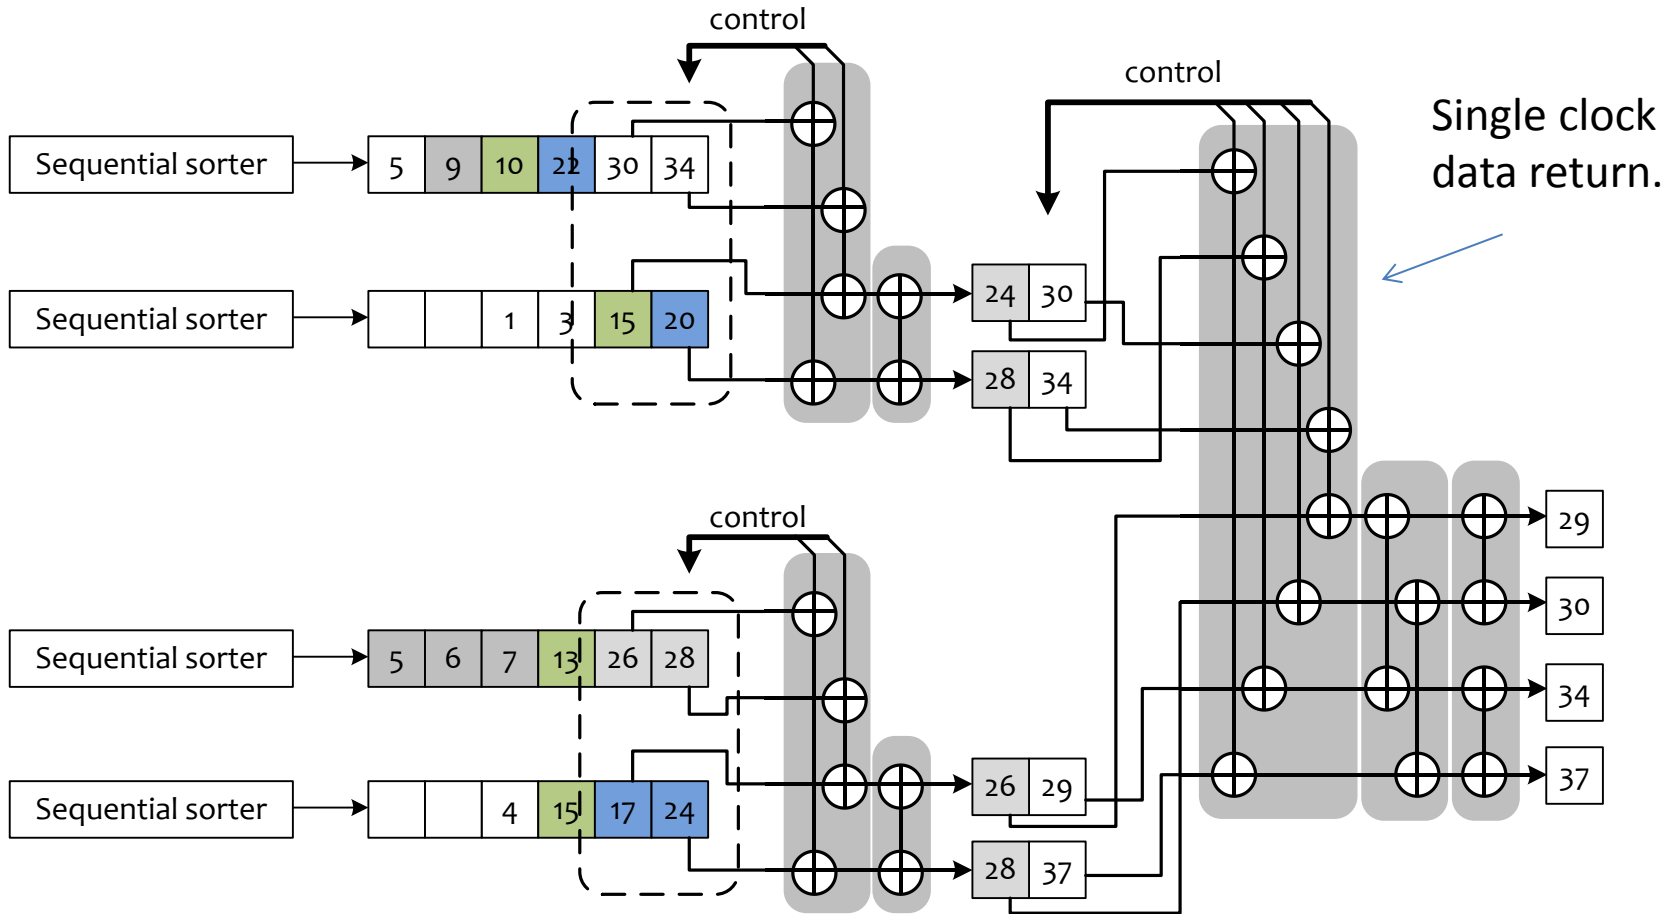 control
control
Single clock
data return.
Sequential sorter
5 9 10 22 30 34
Sequential sorter
1 3 15 20
24 30
28 34
control
29
30
Sequential sorter
5 6 7 13 26 28
34
Sequential sorter
4 15 17 24
26 29
37
28 37